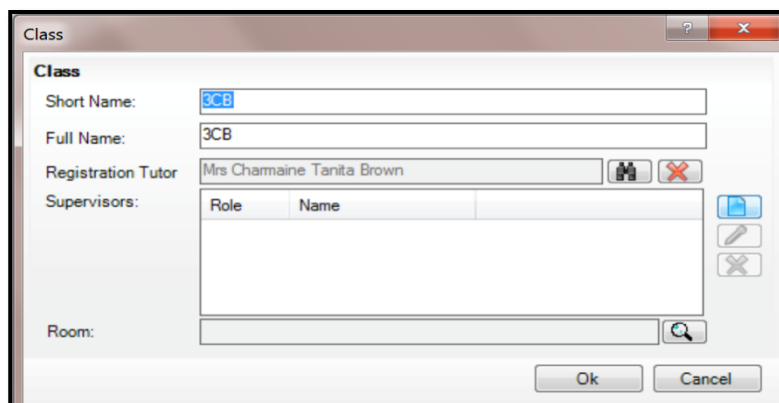 Class
Class
Short Name: 3CB
Full Name: 3CB
Registration Tutor Mrs Charmaine Tanita Brown
Supervisors: Role Name
Room:
Ok Cancel